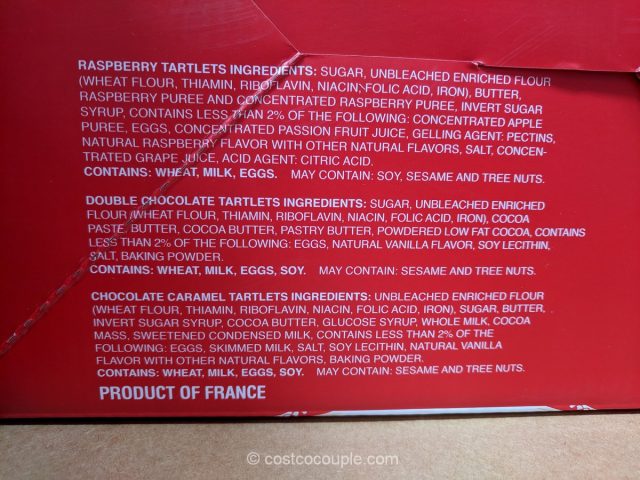 RASPBERRY TARTLETS INGREDIENTS: SUGAR, UNBLEACHED ENRICHED FLOUR
(WHEAT FLOUR, THIAMIN, RIBOFLAVIN, NIACIN, FOLIC ACID, IRON), BUTTER,
RASPBERRY PUREE AND CONCENTRATED RASPBERRY PUREE, INVERT SUGAR
SYRUP, CONTAINS LESS THAN 2% OF THE FOLLOWING: CONCENTRATED APPLE
PUREE, EGGS, CONCENTRATED PASSION FRUIT JUICE, GELLING AGENT: PECTINS,
NATURAL RASPBERRY FLAVOR WITH OTHER NATURAL FLAVORS, SALT, CONCEN-
TRATED GRAPE JUICE, ACID AGENT: CITRIC ACID.
CONTAINS: WHEAT, MILK, EGGS. MAY CONTAIN: SOY, SESAME AND TREE NUTS.
DOUBLE CHOCOLATE TARTLETS INGREDIENTS: SUGAR, UNBLEACHED ENRICHED
FLOUR (WHEAT FLOUR, THIAMIN, RIBOFLAVIN, NIACIN, FOLIC ACID, IRON), COCOA
PASTE. BUTTER, COCOA BUTTER, PASTRY BUTTER, POWDERED LOW FAT COCOA, CONTAINS
LESS THAN 2% OF THE FOLLOWING: EGGS, NATURAL VANILLA FLAVOR, SOY LECITHIN,
SALT, BAKING POWDER.
CONTAINS: WHEAT, MILK, EGGS, SOY. MAY CONTAIN: SESAME AND TREE NUTS.
CHOCOLATE CARAMEL TARTLETS INGREDIENTS: UNBLEACHED ENRICHED FLOUR
(WHEAT FLOUR, THIAMIN, RIBOFLAVIN, NIACIN, FOLIC ACID, IRON), SUGAR, BUTTER,
INVERT SUGAR SYRUP, COCOA BUTTER, GLUCOSE SYRUP, WHOLE MILK, COCOA
MASS, SWEETENED CONDENSED MILK, CONTAINS LESS THAN 2% OF THE
FOLLOWING: EGGS, SKIMMED MILK, SALT, SOY LECITHIN, NATURAL VANILLA
FLAVOR WITH OTHER NATURAL FLAVORS, BAKING POWDER.
CONTAINS: WHEAT, MILK, EGGS, SOY. MAY CONTAIN: SESAME AND TREE NUTS.
PRODUCT OF FRANCE
© costcocouple.com